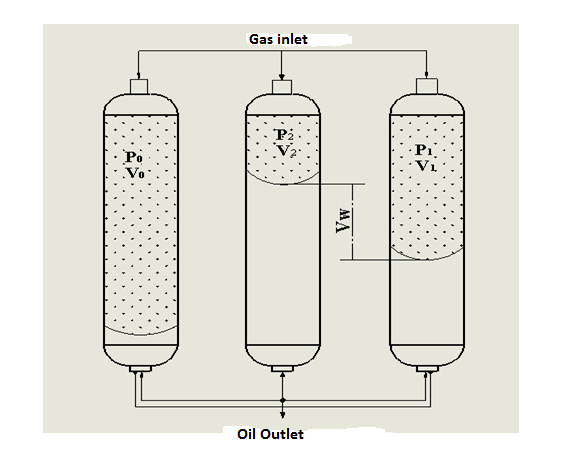 Gas inlet
P₀
V₀
P₂
V₂
P₁
V₁
Vw
Oil Outlet